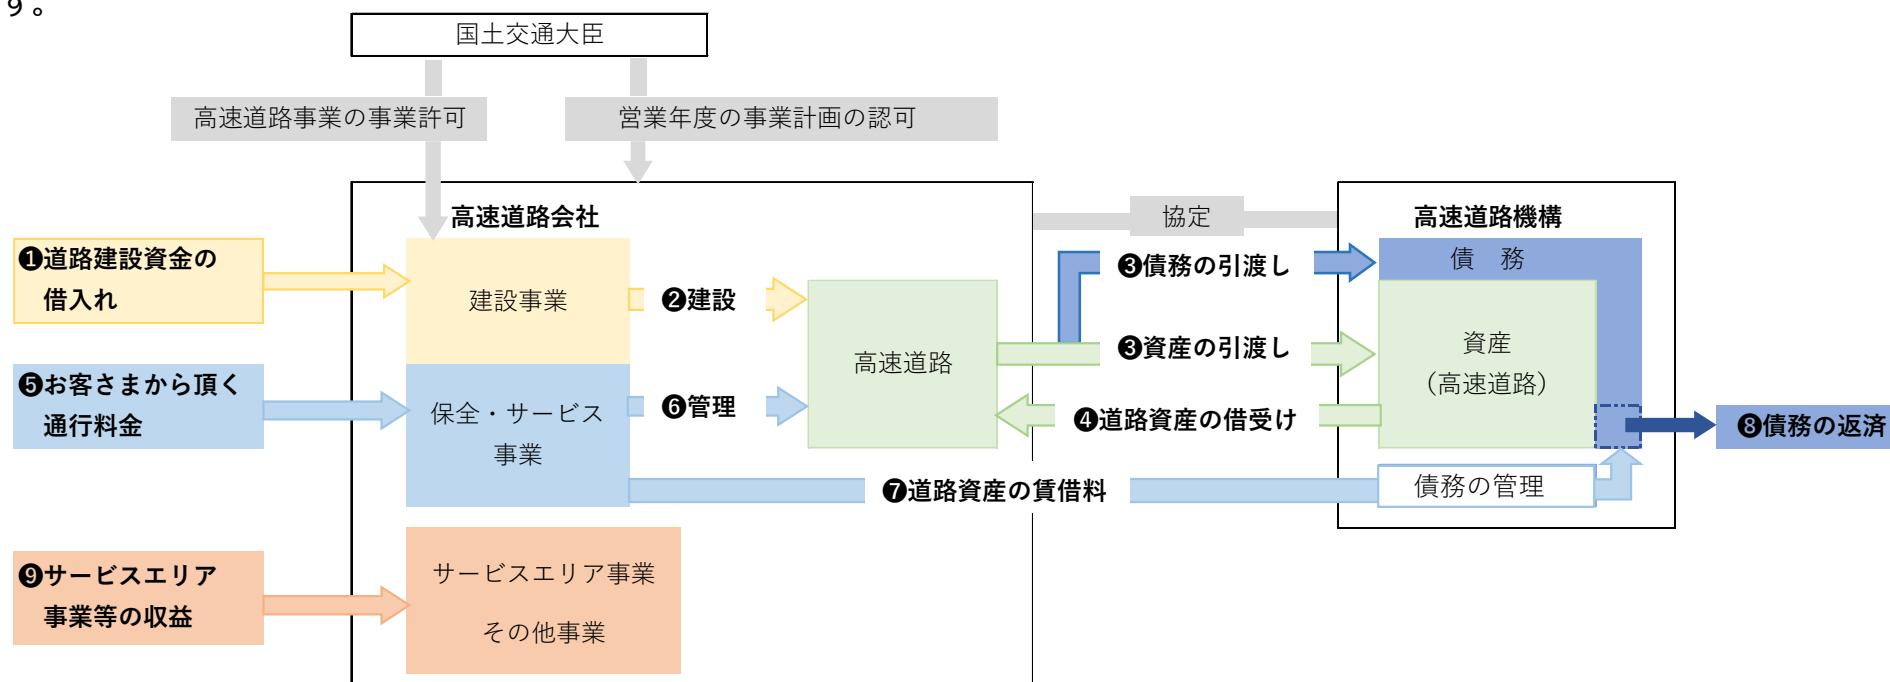 す。
国土交通大臣
高速道路事業の事業許可
営業年度の事業計画の認可
高速道路会社
協定
高速道路機構
❶道路建設資金の
借入れ
建設事業
❷建設
高速道路
❸債務の引渡し
債　務
❸資産の引渡し
資産
（高速道路）
❺お客さまから頂く
通行料金
保全・サービス
事業
❻管理
❹道路資産の借受け
❽債務の返済
❼道路資産の賃借料
債務の管理
❾サービスエリア
事業等の収益
サービスエリア事業
その他事業